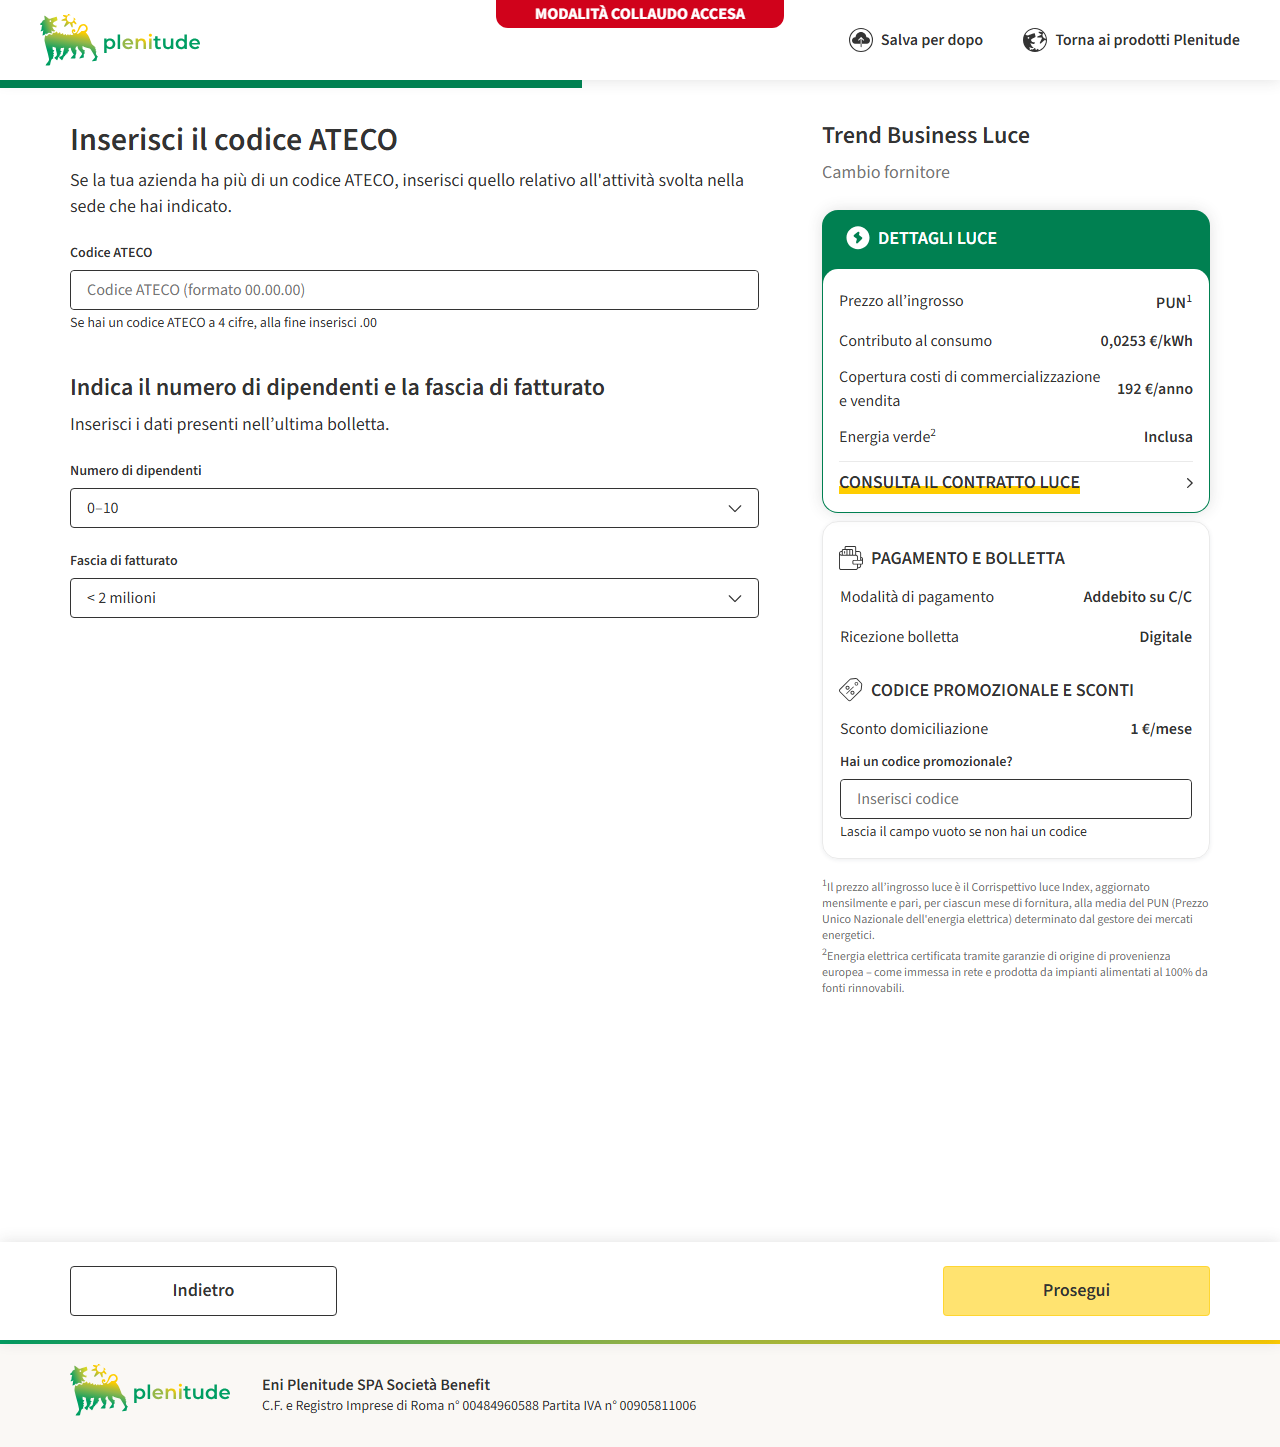 MODALITÀ COLLAUDO ACCESA
plenitude
Salva per dopo
Torna ai prodotti Plenitude
Inserisci il codice ATECO
Se la tua azienda ha più di un codice ATECO, inserisci quello relativo all'attività svolta nella
sede che hai indicato.
Codice ATECO
Codice ATECO (formato 00.00.00)
Se hai un codice ATECO a 4 cifre, alla fine inserisci .00
Indica il numero di dipendenti e la fascia di fatturato
Inserisci i dati presenti nell’ultima bolletta.
Numero di dipendenti
0–10
Fascia di fatturato
< 2 milioni
Trend Business Luce
Cambio fornitore
DETTAGLI LUCE
Prezzo all’ingrosso PUN¹
Contributo al consumo 0,0253 €/kWh
Copertura costi di commercializzazione
e vendita 192 €/anno
Energia verde² Inclusa
CONSULTA IL CONTRATTO LUCE
PAGAMENTO E BOLLETTA
Modalità di pagamento Addebito su C/C
Ricezione bolletta Digitale
CODICE PROMOZIONALE E SCONTI
Sconto domiciliazione 1 €/mese
Hai un codice promozionale?
Inserisci codice
Lascia il campo vuoto se non hai un codice
¹Il prezzo all’ingrosso luce è il Corrispettivo luce Index, aggiornato
mensilmente e pari, per ciascun mese di fornitura, alla media del PUN (Prezzo
Unico Nazionale dell'energia elettrica) determinato dal gestore dei mercati
energetici.
²Energia elettrica certificata tramite garanzie di origine di provenienza
europea – come immessa in rete e prodotta da impianti alimentati al 100% da
fonti rinnovabili.
Indietro
Prosegui
plenitude
Eni Plenitude SPA Società Benefit
C.F. e Registro Imprese di Roma n° 00484960588 Partita IVA n° 00905811006